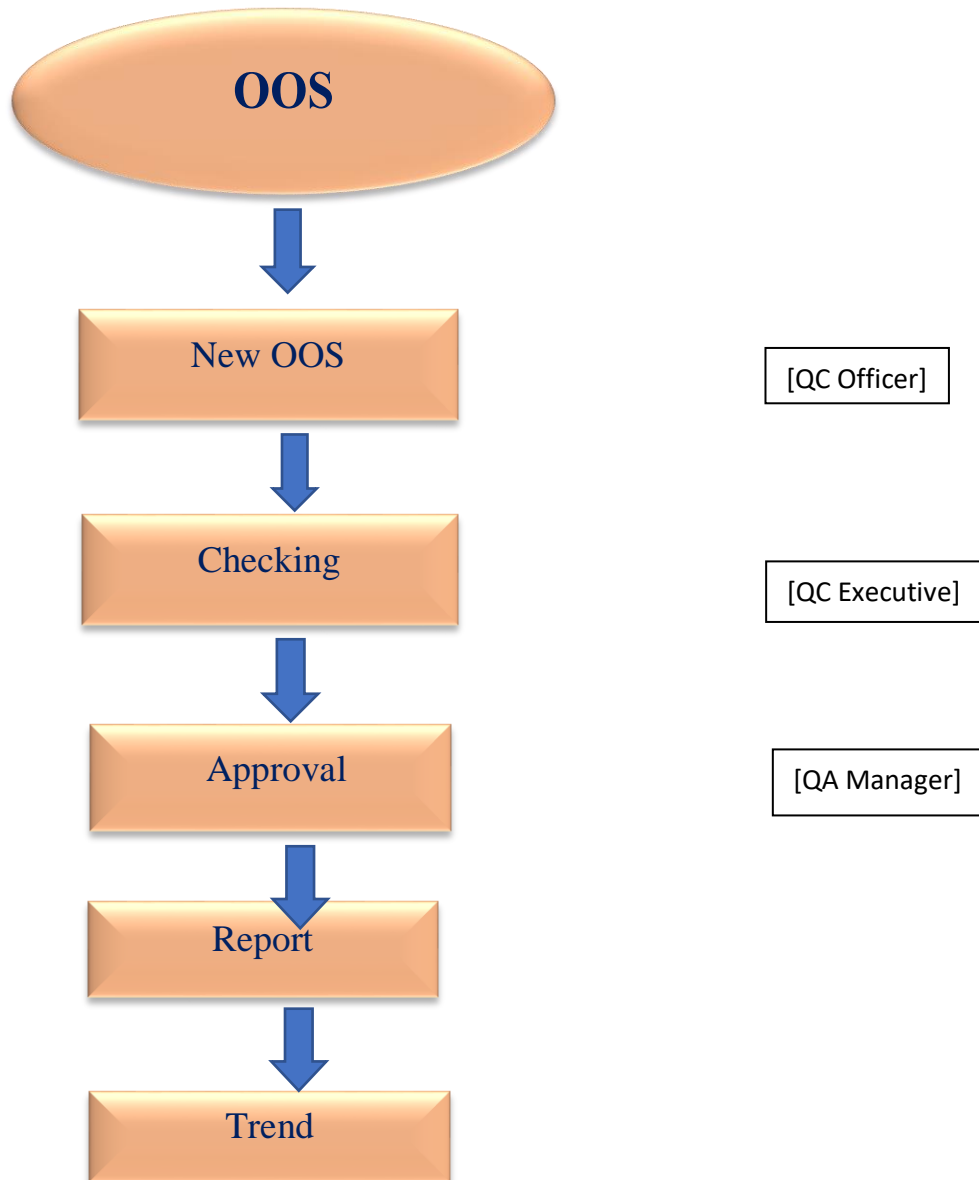 OOS
New OOS
[QC Officer]
Checking
[QC Executive]
Approval
[QA Manager]
Report
Trend